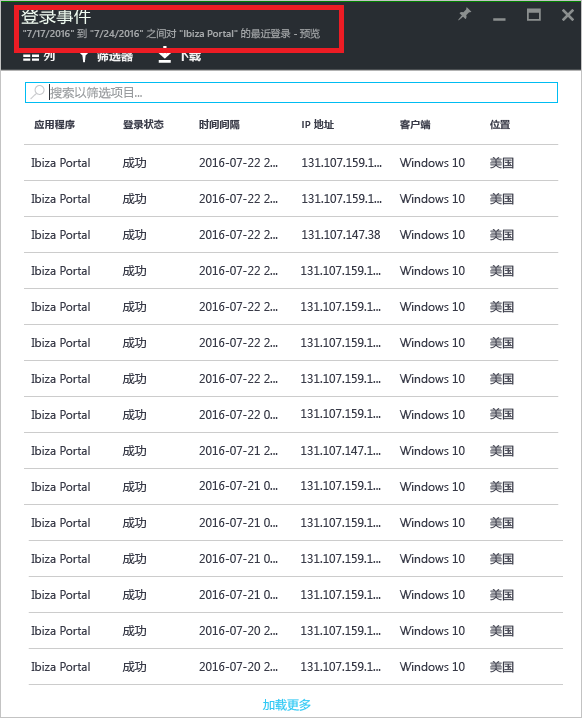 登录事件
"7/17/2016" 到 "7/24/2016" 之间对 "Ibiza Portal" 的最近登录 - 预览
列 筛选器 下载
搜索以筛选项目...
应用程序 登录状态 时间间隔 IP 地址 客户端 位置
Ibiza Portal 成功 2016-07-22 2... 131.107.159.1... Windows 10 美国
Ibiza Portal 成功 2016-07-22 2... 131.107.159.1... Windows 10 美国
Ibiza Portal 成功 2016-07-22 2... 131.107.147.38 Windows 10 美国
Ibiza Portal 成功 2016-07-22 2... 131.107.159.1... Windows 10 美国
Ibiza Portal 成功 2016-07-22 2... 131.107.159.1... Windows 10 美国
Ibiza Portal 成功 2016-07-22 2... 131.107.159.1... Windows 10 美国
Ibiza Portal 成功 2016-07-22 2... 131.107.159.1... Windows 10 美国
Ibiza Portal 成功 2016-07-22 0... 131.107.159.1... Windows 10 美国
Ibiza Portal 成功 2016-07-21 2... 131.107.147.1... Windows 10 美国
Ibiza Portal 成功 2016-07-21 0... 131.107.159.1... Windows 10 美国
Ibiza Portal 成功 2016-07-21 0... 131.107.159.1... Windows 10 美国
Ibiza Portal 成功 2016-07-21 0... 131.107.159.1... Windows 10 美国
Ibiza Portal 成功 2016-07-21 0... 131.107.159.1... Windows 10 美国
Ibiza Portal 成功 2016-07-20 2... 131.107.159.1... Windows 10 美国
Ibiza Portal 成功 2016-07-20 2... 131.107.159.1... Windows 10 美国
加载更多